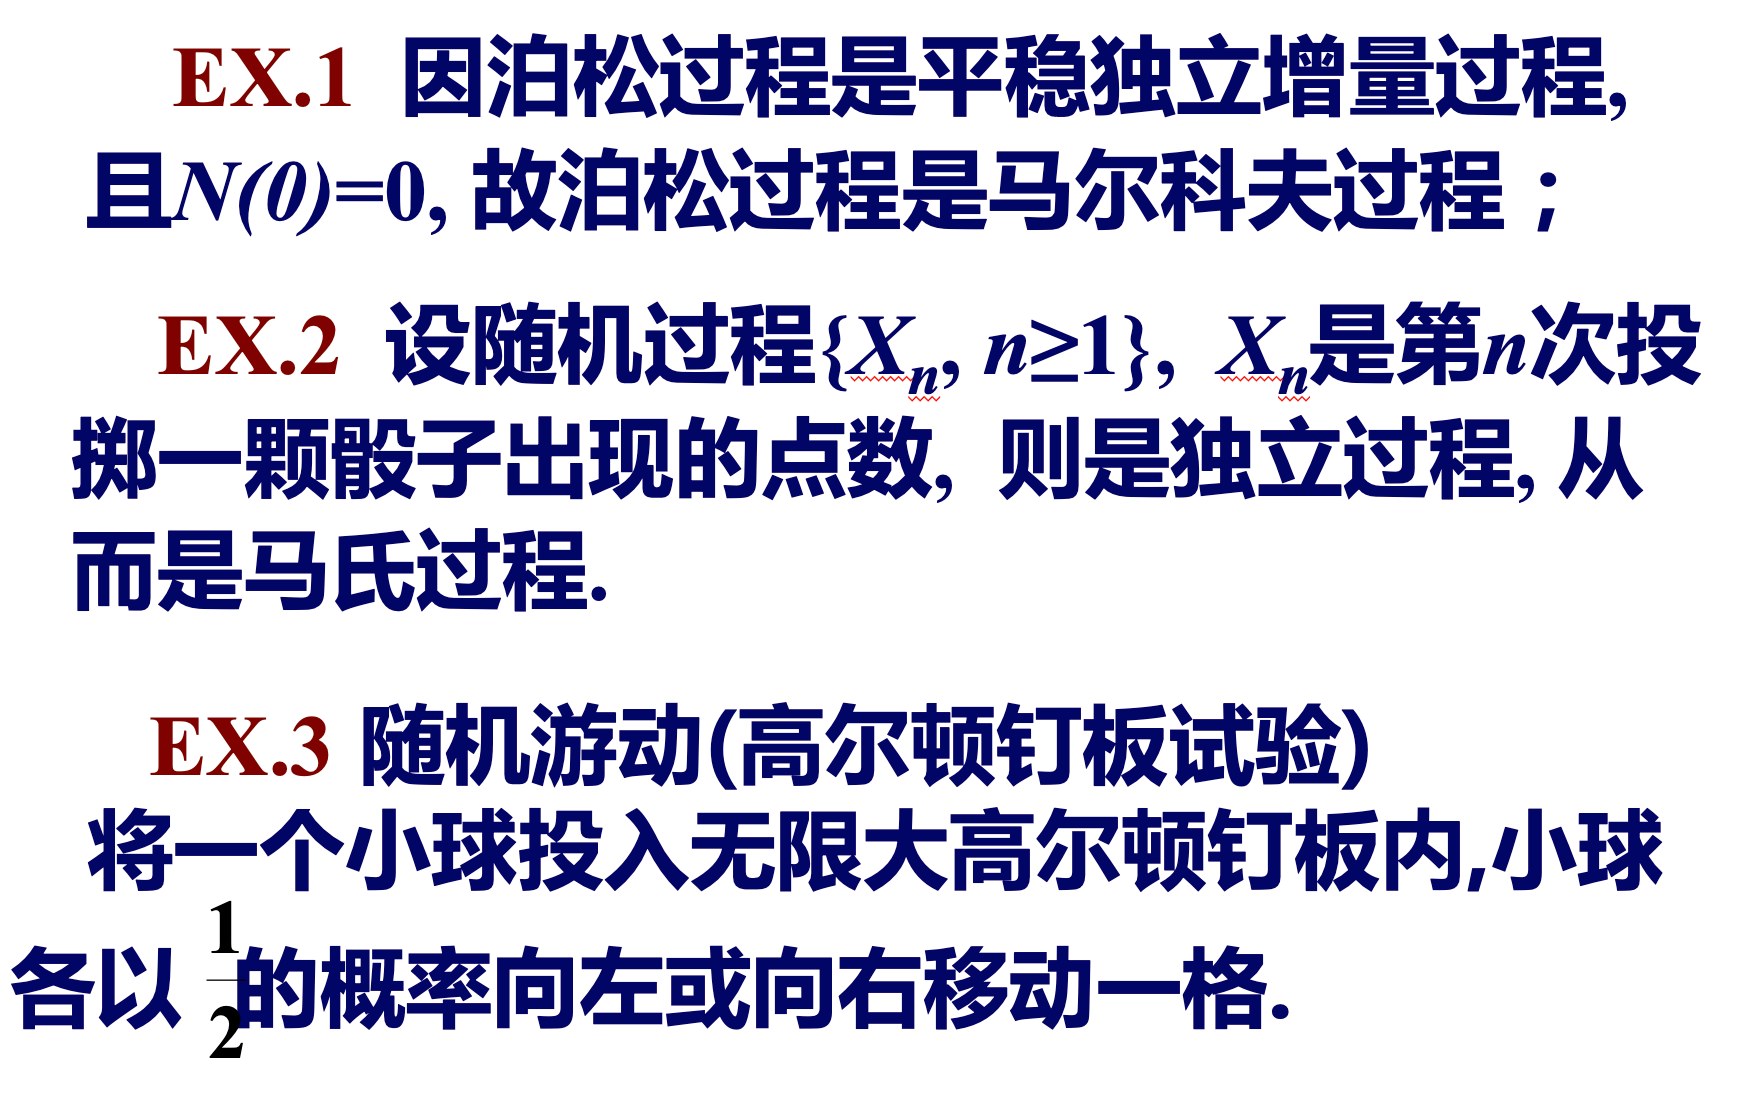 EX.1 因泊松过程是平稳独立增量过程,
且N(0)=0, 故泊松过程是马尔科夫过程；
EX.2 设随机过程{Xn, n≥1}, Xn是第n次投
掷一颗骰子出现的点数, 则是独立过程, 从
而是马氏过程.
EX.3 随机游动(高尔顿钉板试验)
将一个小球投入无限大高尔顿钉板内,小球
各以 1/2 的概率向左或向右移动一格.